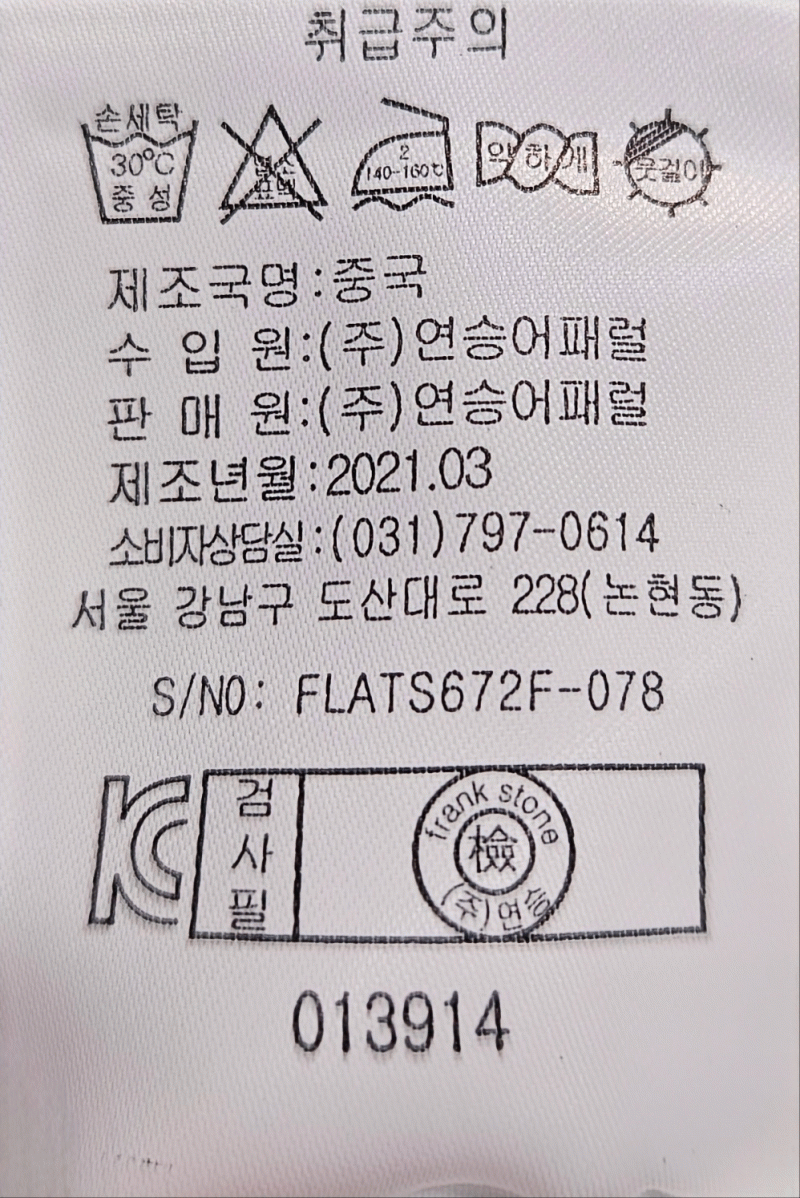 취급주의
손세탁
30℃
중성
염소
표백
2
140-160℃
약하게
옷걸이
제조국명:중국
수 입 원:(주)연승어패럴
판 매 원:(주)연승어패럴
제조년월:2021.03
소비자상담실:(031)797-0614
서울 강남구 도산대로 228(논현동)
S/NO: FLATS672F-078
KC
검사필
frank stone
檢
(주)연승
013914